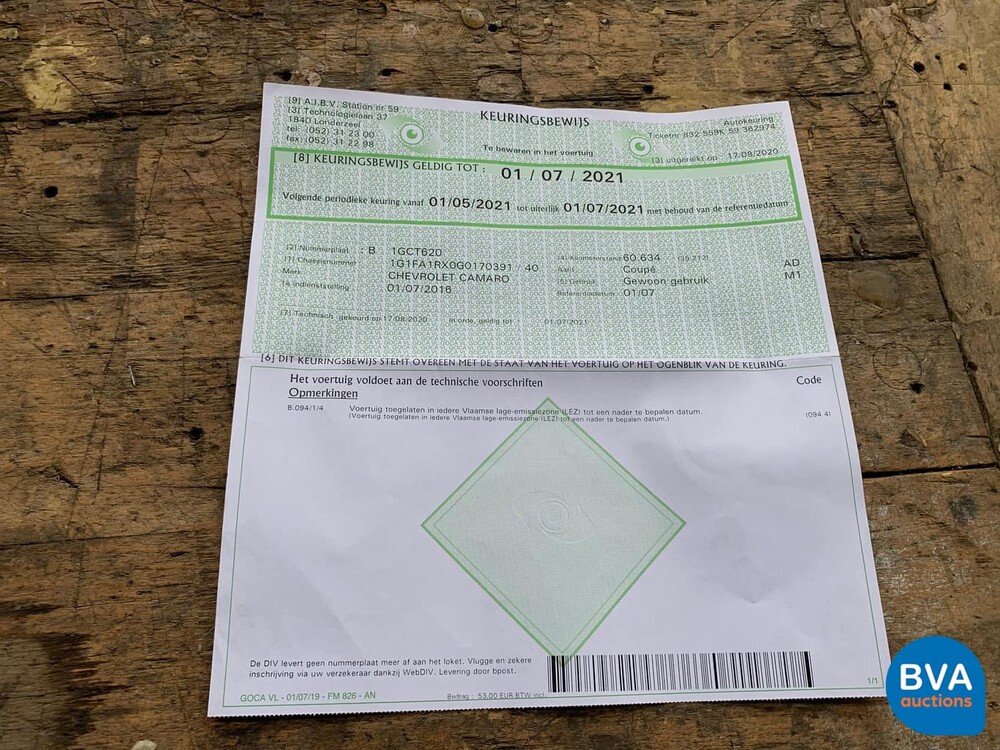 [9] A.I.B.V. Station nr 59
[3] Technologielaan 37
1840 Londerzeel
tel: (052) 31 23 00
fax: (052) 31 22 98
KEURINGSBEWIJS
Te bewaren in het voertuig
Autokeuring
Ticketnr 832 559K 59 362974
[3] uitgereikt op 17/08/2020
[8] KEURINGSBEWIJS GELDIG TOT : 01 / 07 / 2021
Volgende periodieke keuring vanaf 01/05/2021 tot uiterlijk 01/07/2021 met behoud van de referentiedatum
[2] Nummerplaat : B 1GCT620
[1] Chassisnummer 1G1FA1RX0G0170391 / 40
Merk CHEVROLET CAMARO
1e indienststelling 01/07/2016
[4] Kilometerstand 60.634
Aard Coupé AD
[5] Gebruik Gewoon gebruik M1
Referentiedatum 01/07
[7] Technisch gekeurd op 17/08/2020 in orde, geldig tot 01/07/2021
[6] DIT KEURINGSBEWIJS STEMT OVEREEN MET DE STAAT VAN HET VOERTUIG OP HET OGENBLIK VAN DE KEURING.
Het voertuig voldoet aan de technische voorschriften Code
Opmerkingen
B.094/1/4 Voertuig toegelaten in iedere Vlaamse lage-emissiezone (LEZ) tot een nader te bepalen datum. (094 4)
(Voertuig toegelaten in iedere Vlaamse lage-emissiezone (LEZ) tot een nader te bepalen datum.)
De DIV levert geen nummerplaat meer af aan het loket. Vlugge en zekere
inschrijving via uw verzekeraar dankzij WebDIV. Levering door bpost.
GOCA VL - 01/07/19 - FM 826 - AN
Bedrag : 53,00 EUR BTW incl.
1/1
BVA
auctions